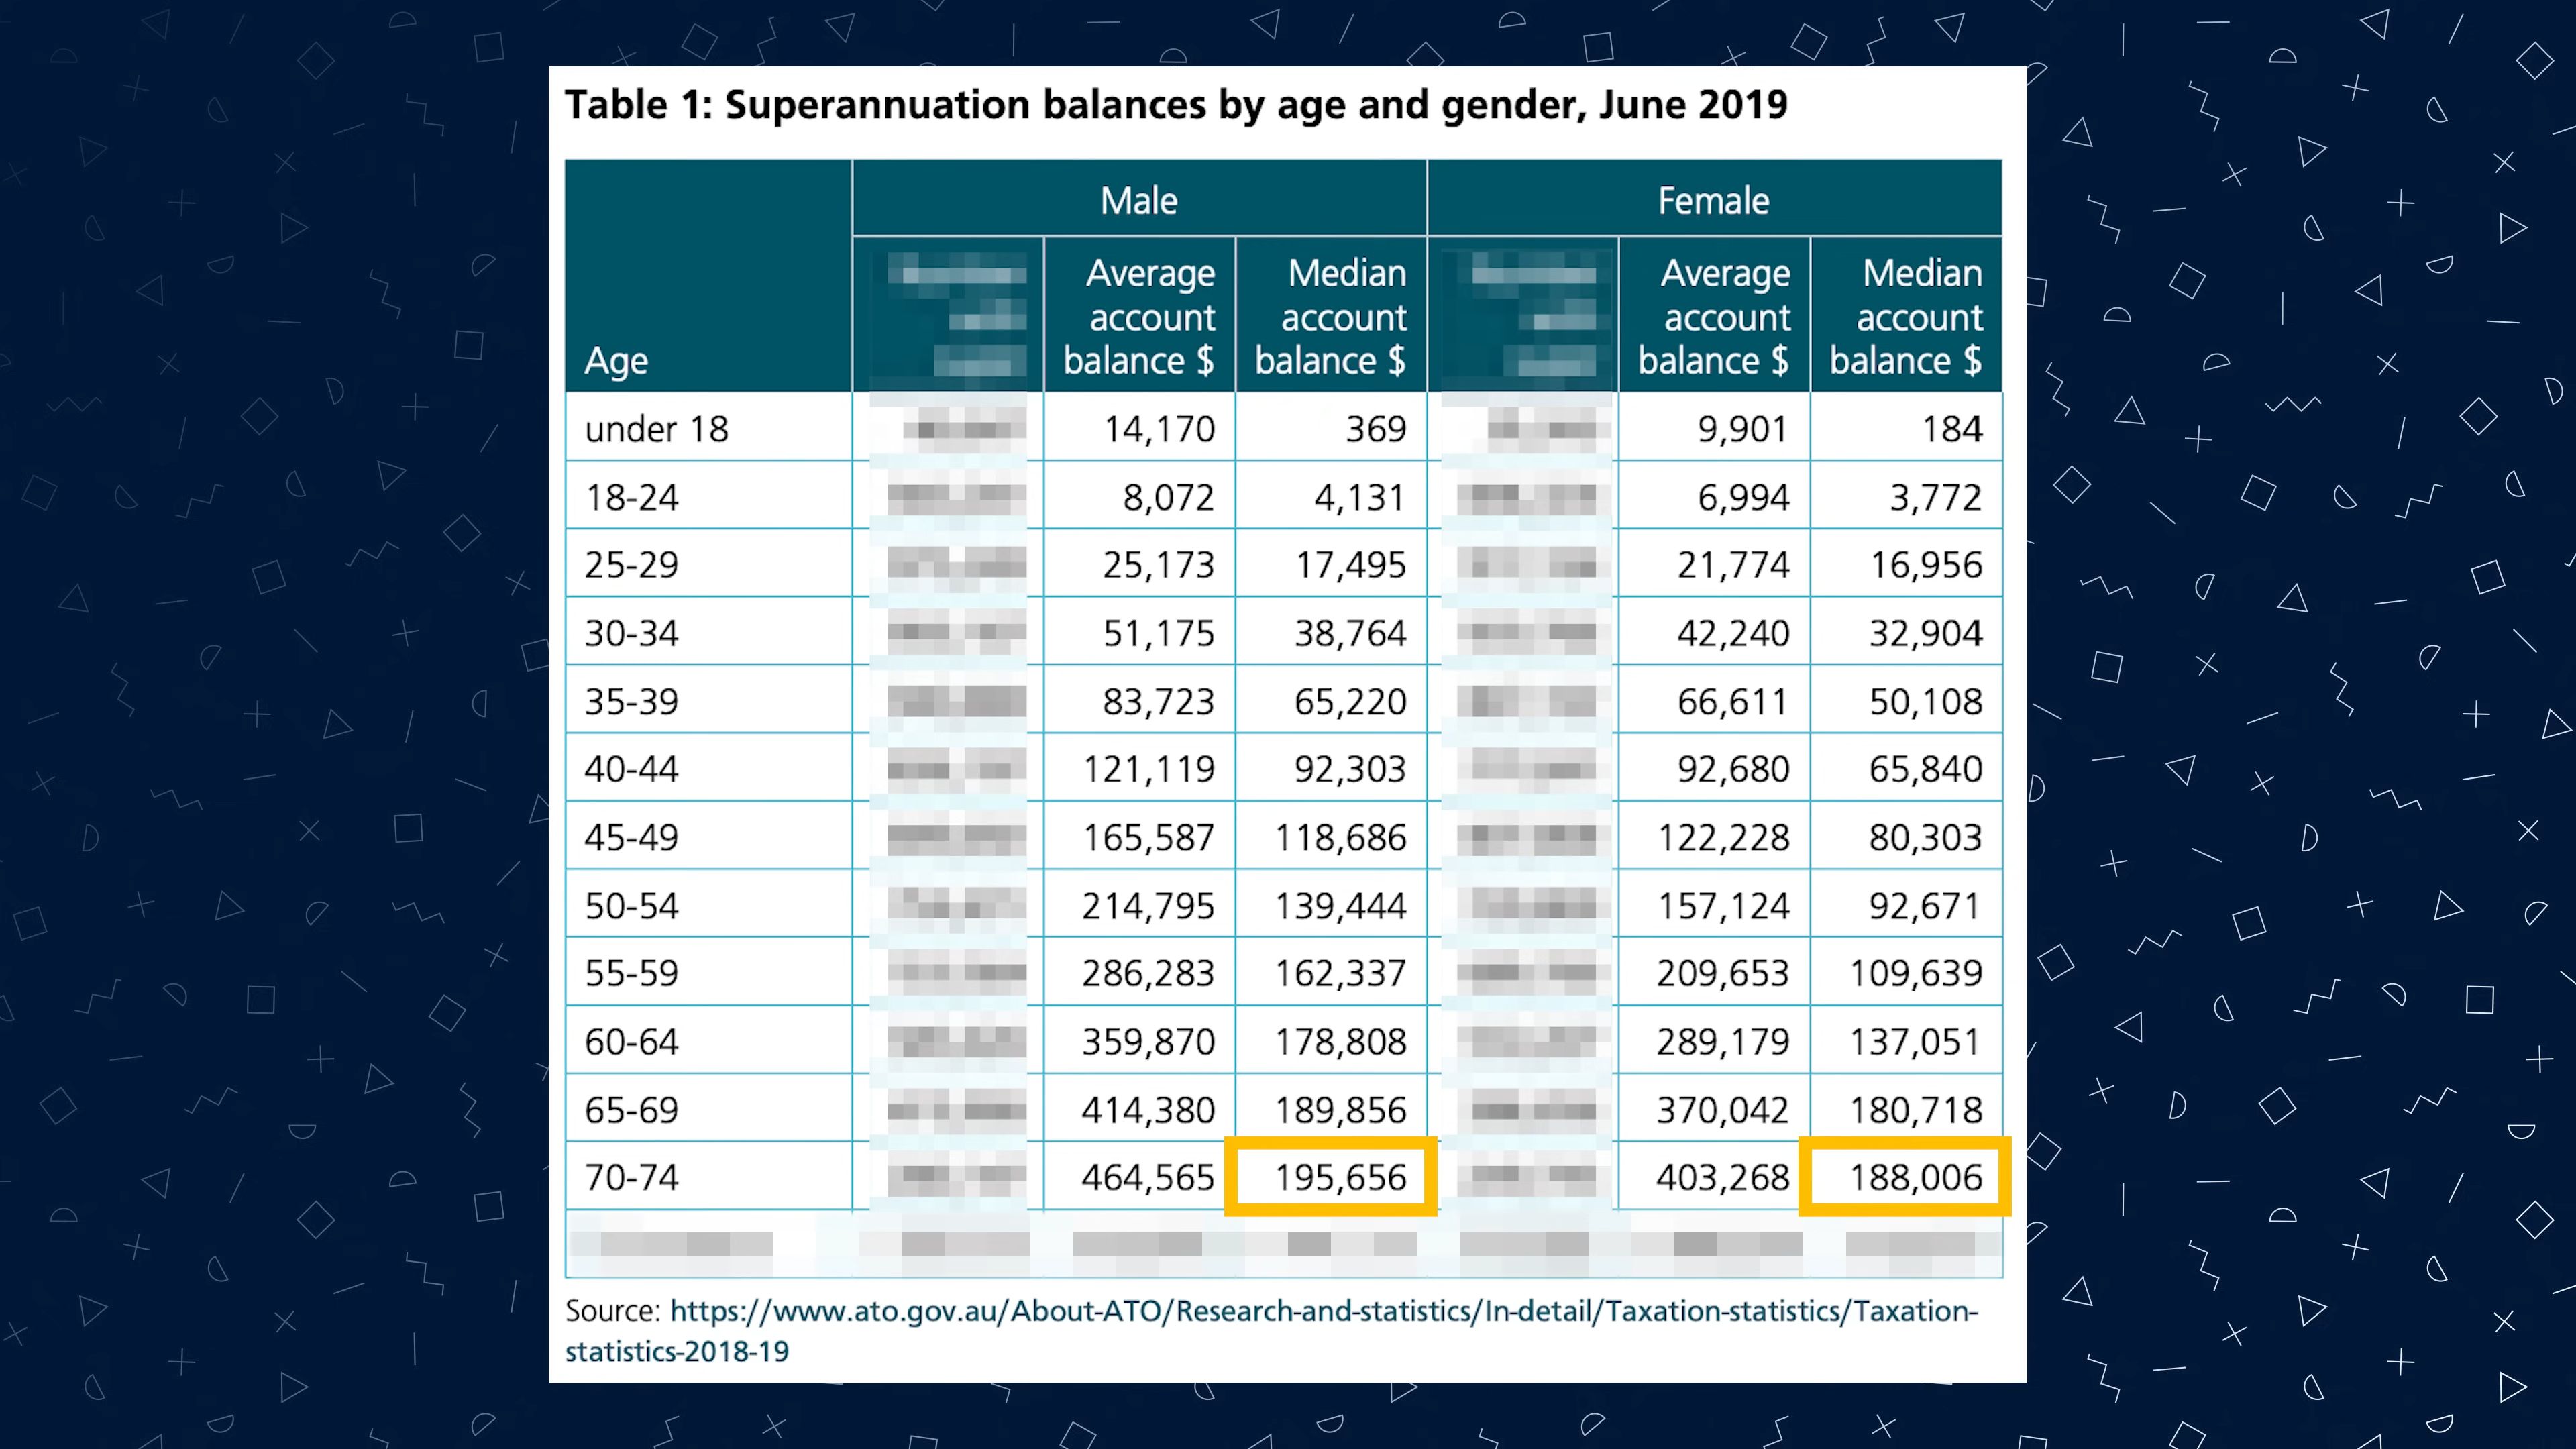 Table 1: Superannuation balances by age and gender, June 2019
Male Female
Age Average account balance $ Median account balance $ Average account balance $ Median account balance $
under 18 14,170 369 9,901 184
18-24 8,072 4,131 6,994 3,772
25-29 25,173 17,495 21,774 16,956
30-34 51,175 38,764 42,240 32,904
35-39 83,723 65,220 66,611 50,108
40-44 121,119 92,303 92,680 65,840
45-49 165,587 118,686 122,228 80,303
50-54 214,795 139,444 157,124 92,671
55-59 286,283 162,337 209,653 109,639
60-64 359,870 178,808 289,179 137,051
65-69 414,380 189,856 370,042 180,718
70-74 464,565 195,656 403,268 188,006
Source: https://www.ato.gov.au/About-ATO/Research-and-statistics/In-detail/Taxation-statistics/Taxation-
statistics-2018-19